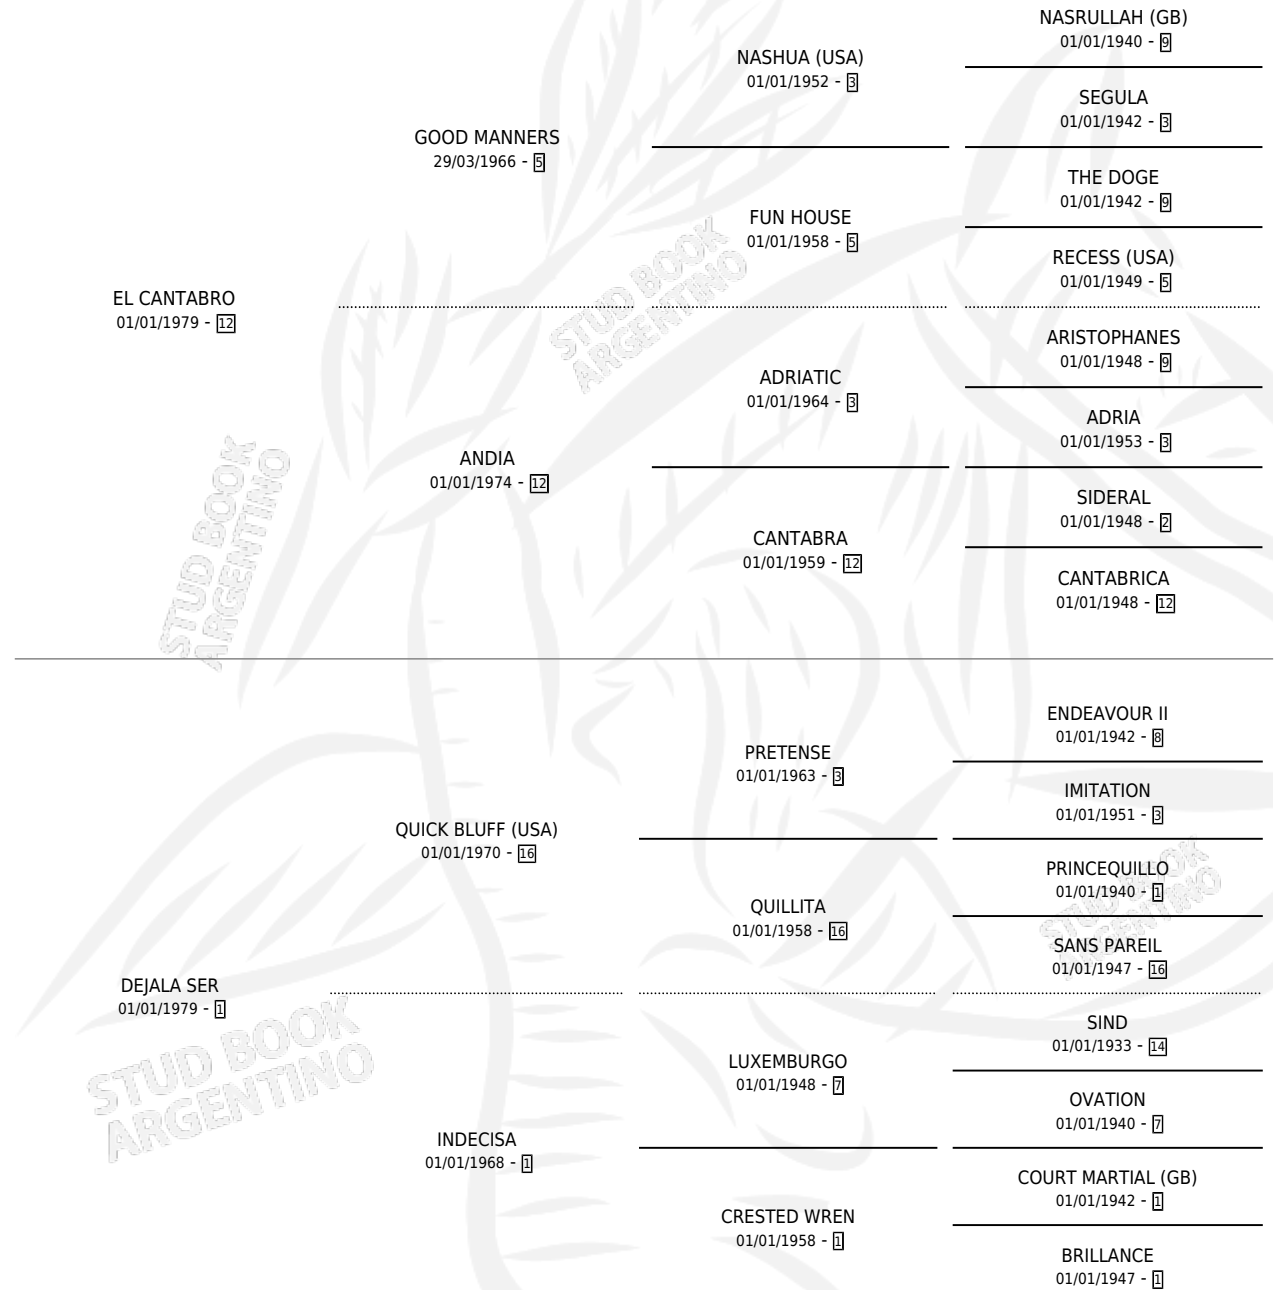 NASRULLAH (GB)
01/01/1940 - 9
NASHUA (USA)
01/01/1952 - 3
SEGULA
01/01/1942 - 3
GOOD MANNERS
29/03/1966 - 5
THE DOGE
01/01/1942 - 9
FUN HOUSE
01/01/1958 - 5
RECESS (USA)
01/01/1949 - 5
EL CANTABRO
01/01/1979 - 12
ARISTOPHANES
01/01/1948 - 9
ADRIATIC
01/01/1964 - 3
ADRIA
01/01/1953 - 3
ANDIA
01/01/1974 - 12
SIDERAL
01/01/1948 - 2
CANTABRA
01/01/1959 - 12
CANTABRICA
01/01/1948 - 12
ENDEAVOUR II
01/01/1942 - 8
PRETENSE
01/01/1963 - 3
IMITATION
01/01/1951 - 3
QUICK BLUFF (USA)
01/01/1970 - 16
PRINCEQUILLO
01/01/1940 - 1
QUILLITA
01/01/1958 - 16
SANS PAREIL
01/01/1947 - 16
DEJALA SER
01/01/1979 - 1
SIND
01/01/1933 - 14
LUXEMBURGO
01/01/1948 - 7
OVATION
01/01/1940 - 7
INDECISA
01/01/1968 - 1
COURT MARTIAL (GB)
01/01/1942 - 1
CRESTED WREN
01/01/1958 - 1
BRILLANCE
01/01/1947 - 1
STUD BOOK
ARGENTINO
STUD BOOK
ARGENTINO
STUD BOOK
ARGENTINO
STUD BOOK
ARGENTINO